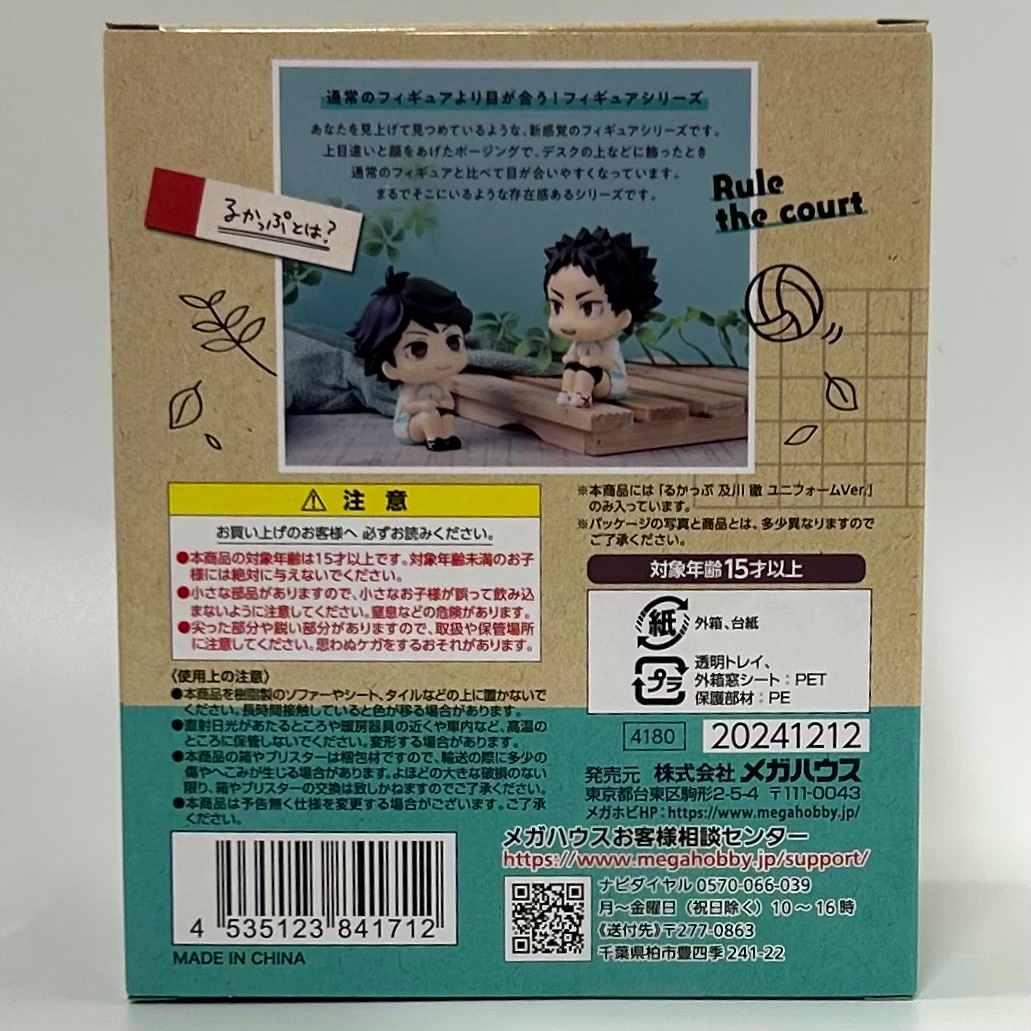 通常のフィギュアより目が合う!フィギュアシリーズ
あなたを見上げて見つめているような、新感覚のフィギュアシリーズです。
上目遣いと顔をあげたポージングで、デスクの上などに飾ったとき
通常のフィギュアと比べて目が合いやすくなっています。
まるでそこにいるような存在感あるシリーズです。
るかっぷとは?
Rule
the court
⚠ 注意
お買い上げのお客様へ 必ずお読みください。
●本商品の対象年齢は15才以上です。対象年齢未満のお子
様には絶対に与えないでください。
●小さな部品がありますので、小さなお子様が誤って飲み込
まないように注意してください。窒息などの危険があります。
●尖った部分や鋭い部分がありますので、取扱や保管場所
に注意してください。思わぬケガをするおそれがあります。
〈使用上の注意〉
●本商品を樹脂製のソファーやシート、タイルなどの上に置かないで
ください。長時間接触していると色が移る場合があります。
●直射日光があたるところや暖房器具の近くや車内など、高温の
ところに保管しないでください。変形する場合があります。
●本商品の箱やブリスターは梱包材ですので、輸送の際に多少の
傷やへこみが生じる場合があります。よほどの大きな破損のない
限り、箱やブリスターの交換は致しかねますのでご了承ください。
●本商品は予告無く仕様を変更する場合がございます。ご了承
ください。
4 535123 841712
MADE IN CHINA
※本商品には「るかっぷ 及川 徹 ユニフォームVer.」
のみ入っています。
※パッケージの写真と商品とは、多少異なりますので
ご了承ください。
対象年齢15才以上
紙
外箱、台紙
プラ
透明トレイ、
外箱窓シート:PET
保護部材:PE
4180
20241212
発売元 株式会社 メガハウス
東京都台東区駒形2-5-4 〒111-0043
メガホビHP:https://www.megahobby.jp/
メガハウスお客様相談センター
https://www.megahobby.jp/support/
ナビダイヤル 0570-066-039
月～金曜日(祝日除く)10～16時
《送付先》〒277-0863
千葉県柏市豊四季241-22